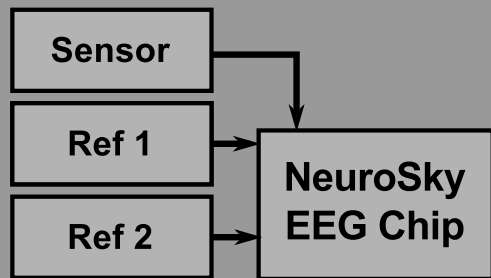 Sensor
Ref 1
Ref 2
NeuroSky
EEG Chip